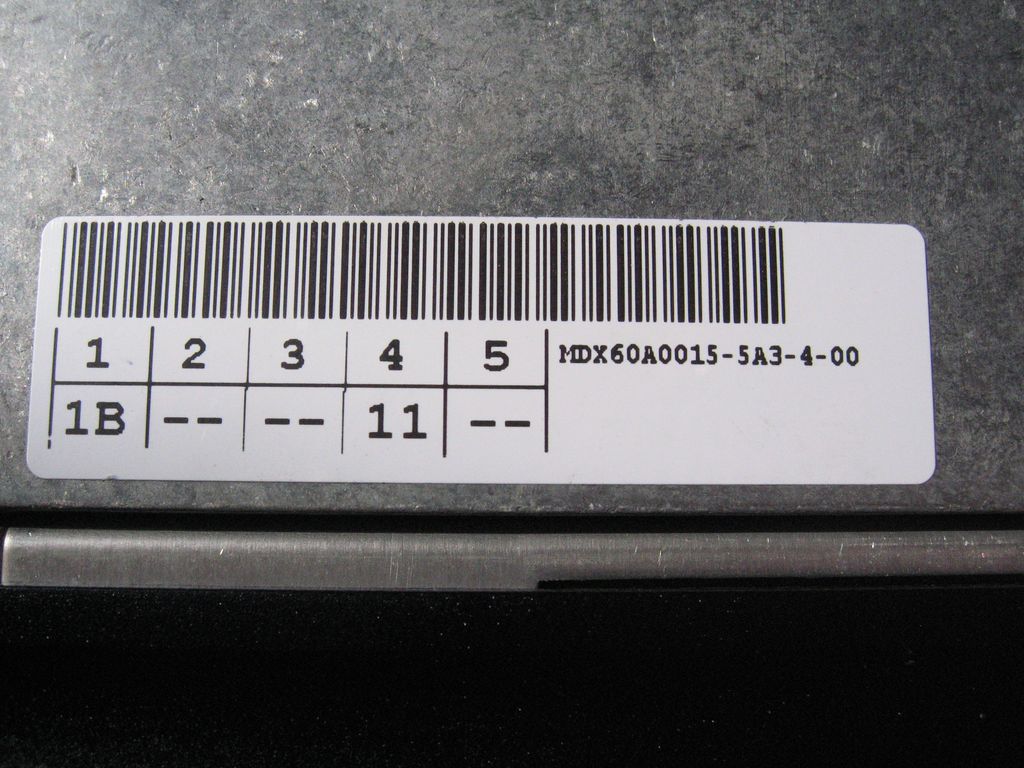 1 2 3 4 5 MDX60A0015-5A3-4-00
1B -- -- 11 --